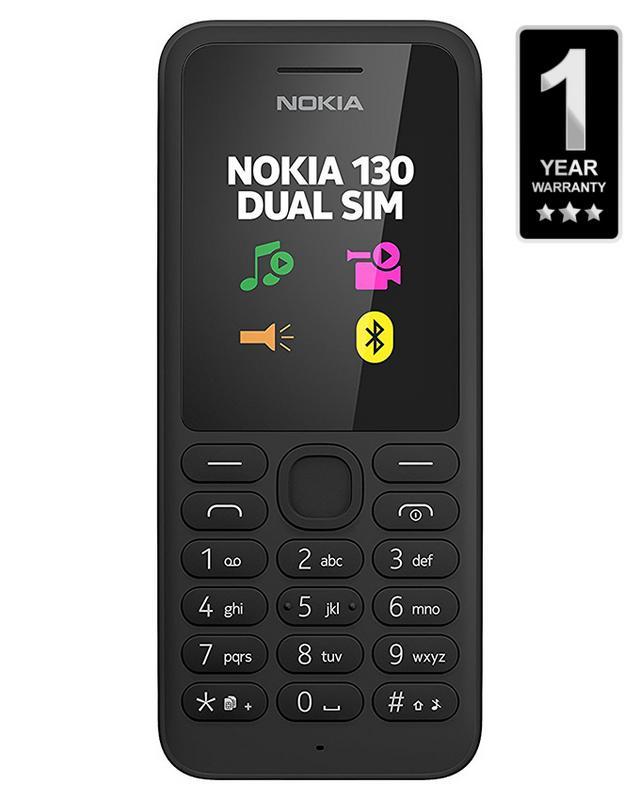 NOKIA
NOKIA 130
DUAL SIM
1
YEAR
WARRANTY
1
2 abc
3 def
4 ghi
5 jkl
6 mno
7 pqrs
8 tuv
9 wxyz
* +
0
#